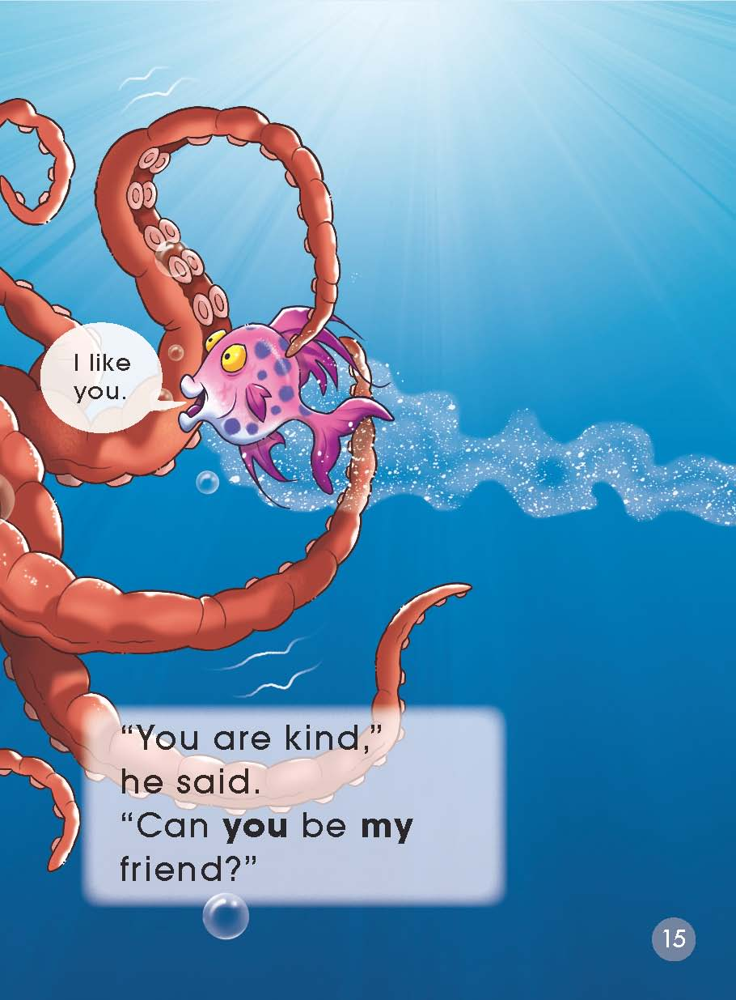 I like
you.
“You are kind,”
he said.
“Can you be my
friend?”
15